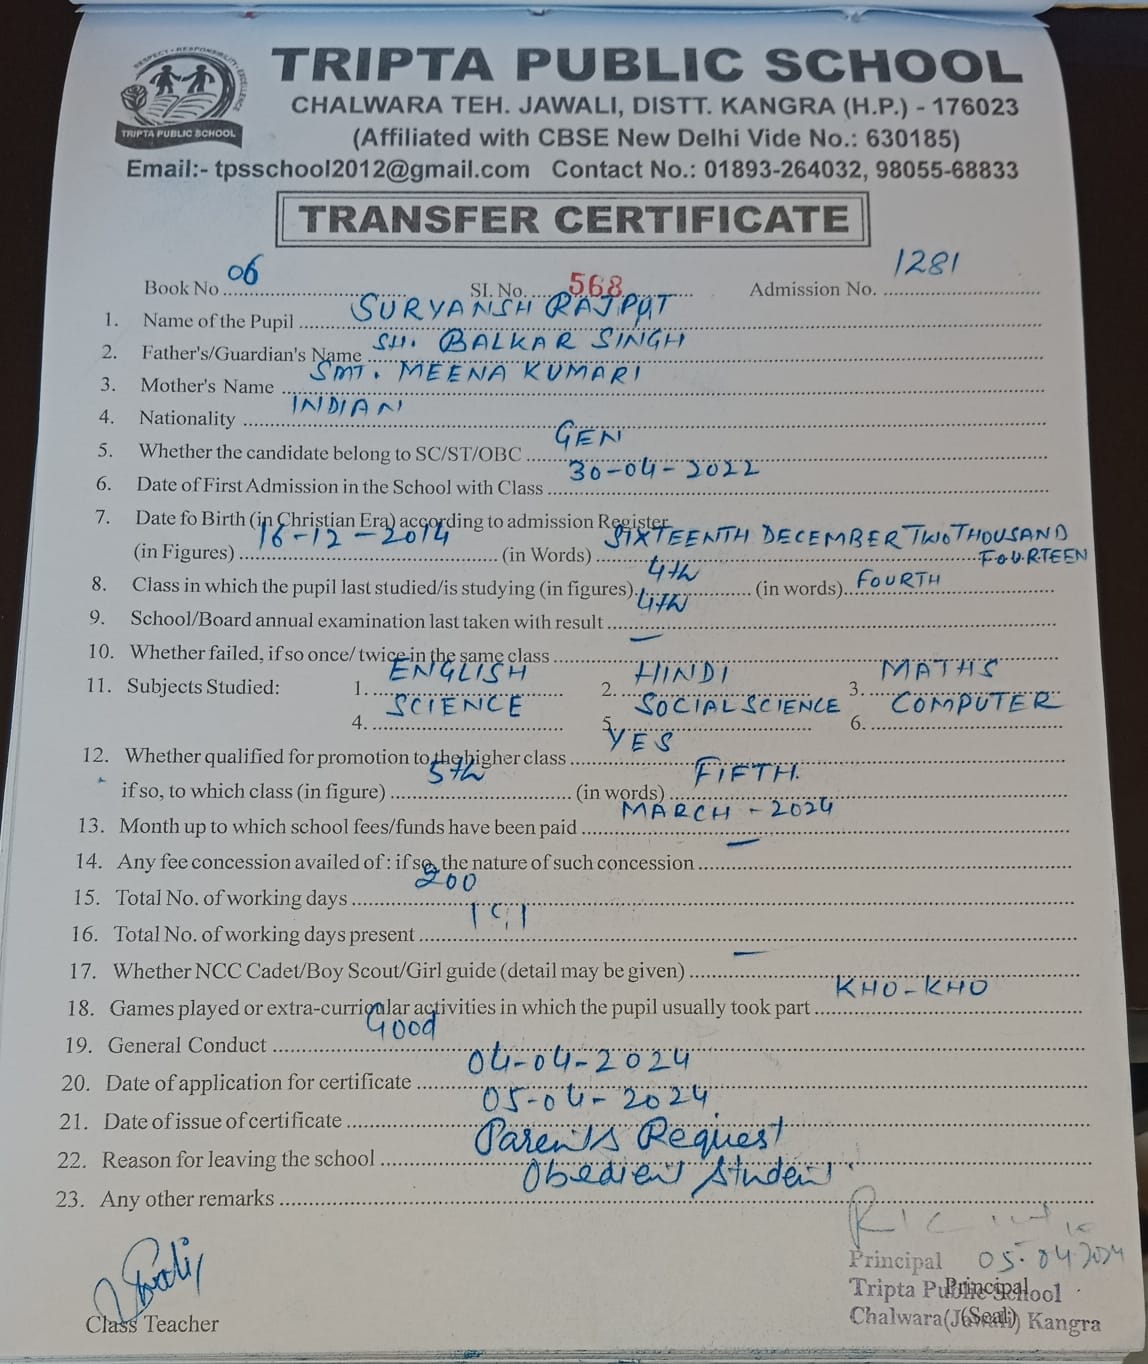 RESPECT • RESPONSIBILITY • EXCELLENCE
TRIPTA PUBLIC SCHOOL
TRIPTA PUBLIC SCHOOL
CHALWARA TEH. JAWALI, DISTT. KANGRA (H.P.) - 176023
(Affiliated with CBSE New Delhi Vide No.: 630185)
Email:- tpsschool2012@gmail.com Contact No.: 01893-264032, 98055-68833
TRANSFER CERTIFICATE
Book No 06 SI. No. 568 Admission No. 1281
1. Name of the Pupil SURYANSH RAJPUT
2. Father's/Guardian's Name SH. BALKAR SINGH
3. Mother's Name SMT. MEENA KUMARI
4. Nationality INDIAN
5. Whether the candidate belong to SC/ST/OBC GEN
6. Date of First Admission in the School with Class 30-04-2022
7. Date fo Birth (in Christian Era) according to admission Register
(in Figures) 16-12-2014 (in Words) SIXTEENTH DECEMBER TWO THOUSAND FOURTEEN
8. Class in which the pupil last studied/is studying (in figures) 4th (in words) FOURTH
9. School/Board annual examination last taken with result 4th
10. Whether failed, if so once/ twice in the same class —
11. Subjects Studied: 1. ENGLISH 2. HINDI 3. MATHS
4. SCIENCE 5. SOCIAL SCIENCE 6. COMPUTER
12. Whether qualified for promotion to the higher class YES
if so, to which class (in figure) 5th (in words) FIFTH.
13. Month up to which school fees/funds have been paid MARCH - 2024
14. Any fee concession availed of : if so, the nature of such concession —
15. Total No. of working days 200
16. Total No. of working days present 191
17. Whether NCC Cadet/Boy Scout/Girl guide (detail may be given) —
18. Games played or extra-curricular activities in which the pupil usually took part KHO-KHO
19. General Conduct Good
20. Date of application for certificate 04-04-2024
21. Date of issue of certificate 05-04-2024
22. Reason for leaving the school Parents Request
23. Any other remarks Obedient Student.
Principal 05-04-2024
Tripta Public School
Principal
Chalwara(Jawali) Kangra
(Seal)
Class Teacher